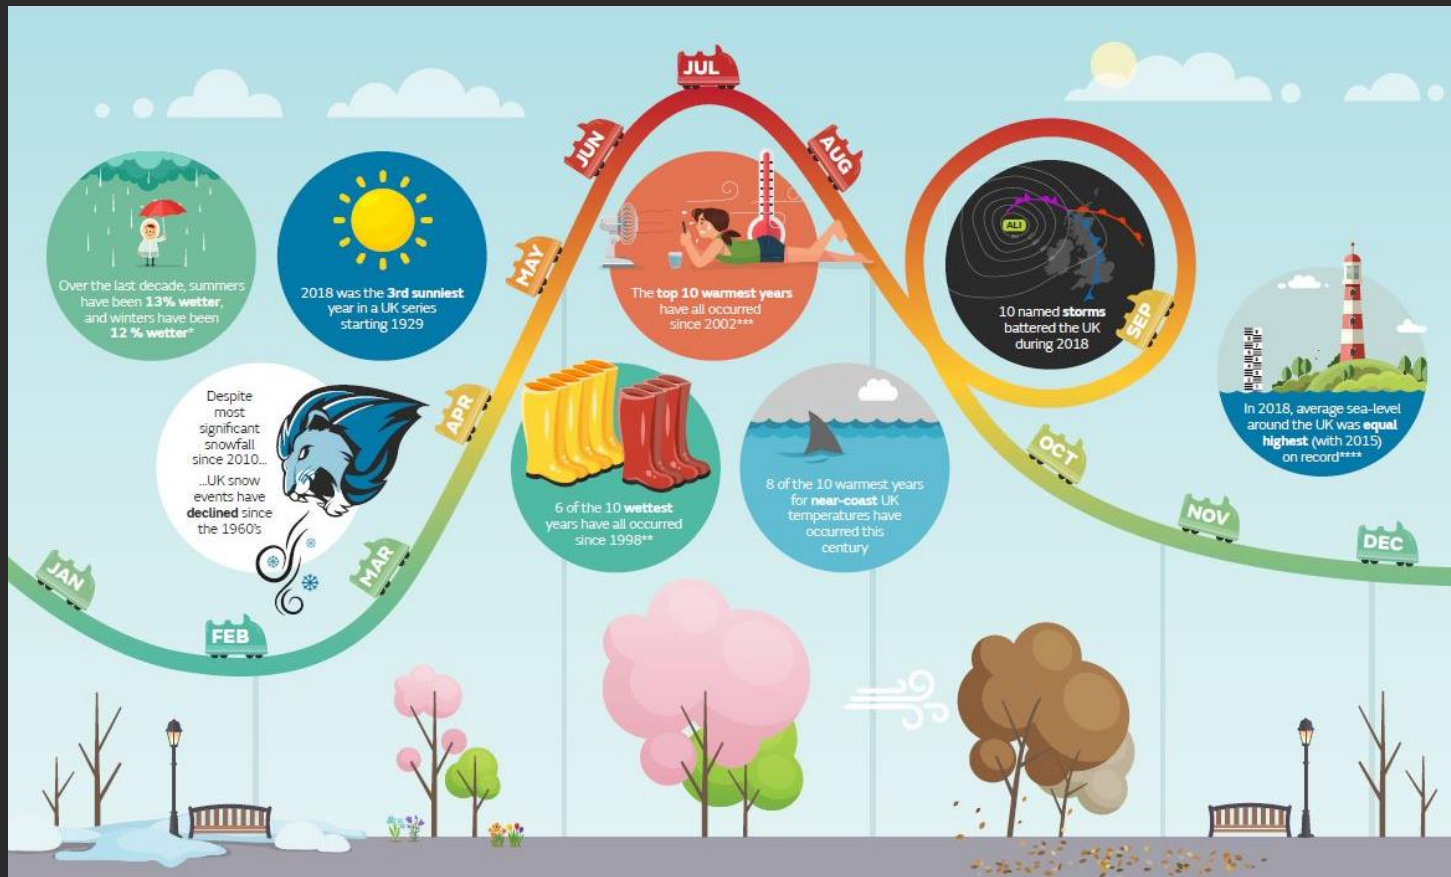 JAN
FEB
MAR
APR
MAY
JUN
JUL
AUG
SEP
OCT
NOV
DEC
Over the last decade, summers
have been 13% wetter,
and winters have been
12 % wetter*
2018 was the 3rd sunniest
year in a UK series
starting 1929
The top 10 warmest years
have all occurred
since 2002***
ALI
10 named storms
battered the UK
during 2018
In 2018, average sea-level
around the UK was equal
highest (with 2015)
on record****
Despite
most
significant
snowfall
since 2010...
...UK snow
events have
declined since
the 1960's
6 of the 10 wettest
years have all occurred
since 1998**
8 of the 10 warmest years
for near-coast UK
temperatures have
occurred this
century